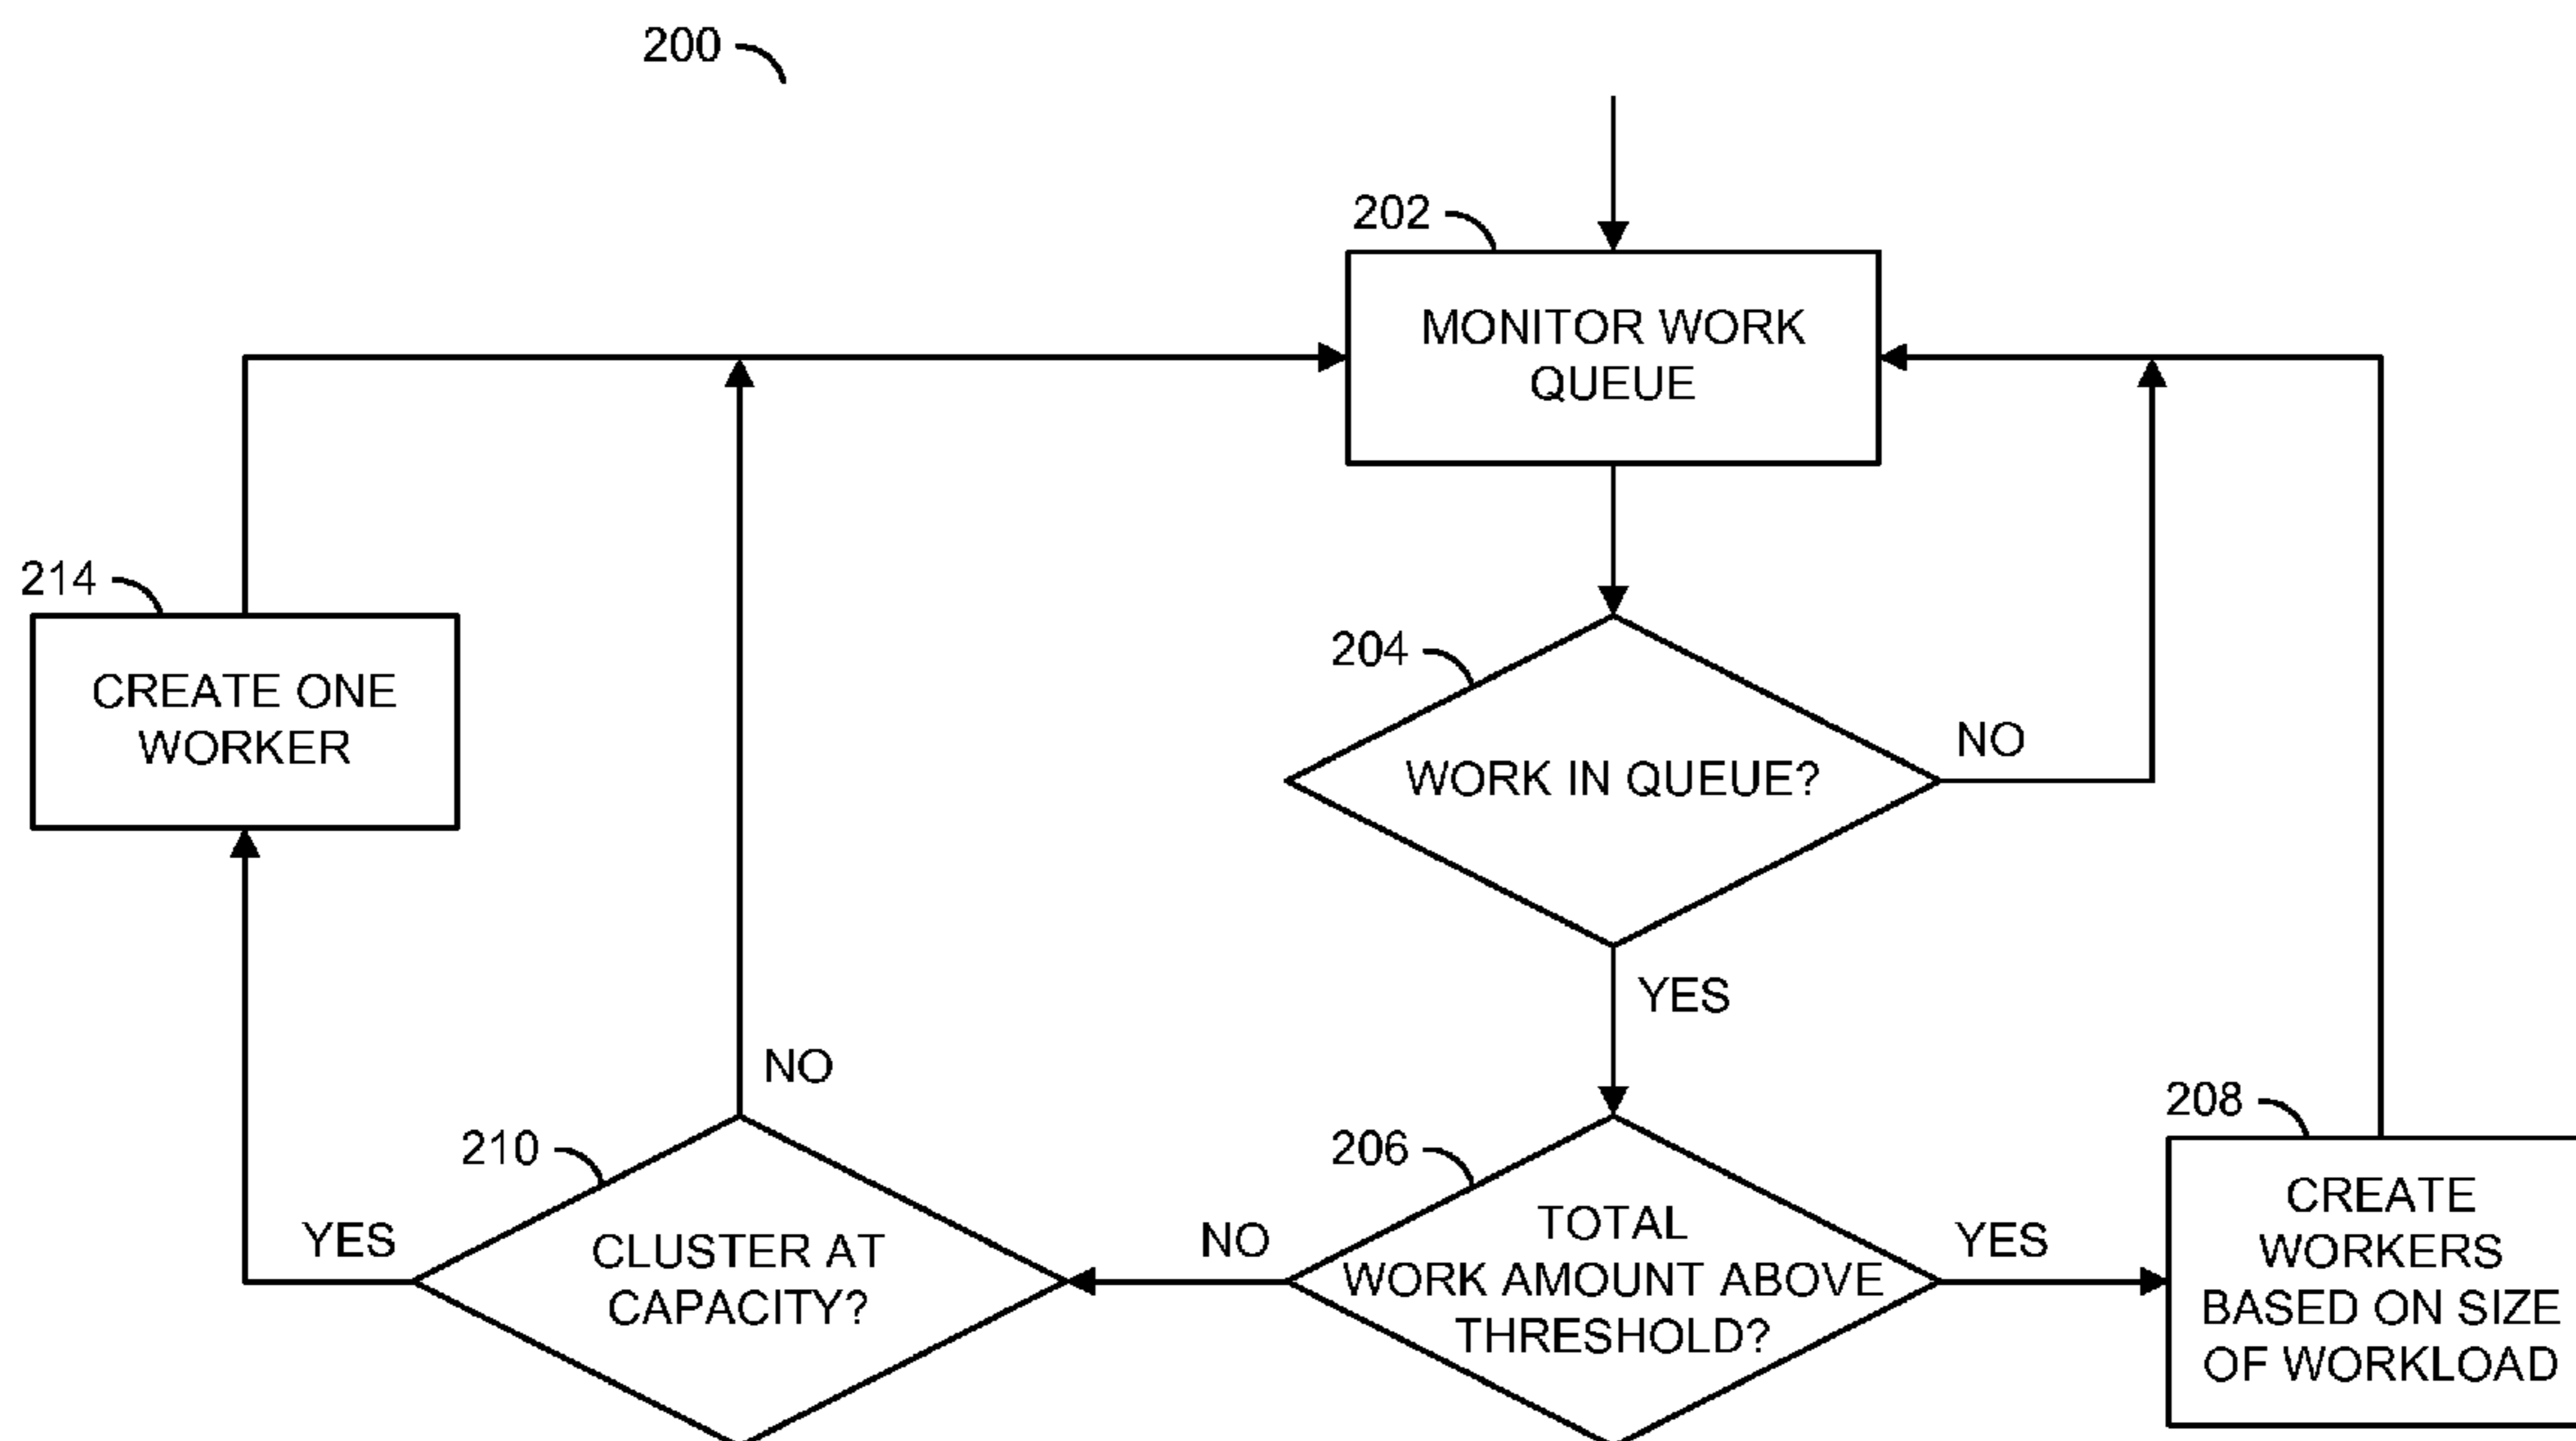 200
202
MONITOR WORK
QUEUE
214
CREATE ONE
WORKER
204
WORK IN QUEUE?
NO
YES
NO
210
CLUSTER AT
CAPACITY?
YES
206
TOTAL
WORK AMOUNT ABOVE
THRESHOLD?
NO
YES
208
CREATE
WORKERS
BASED ON SIZE
OF WORKLOAD